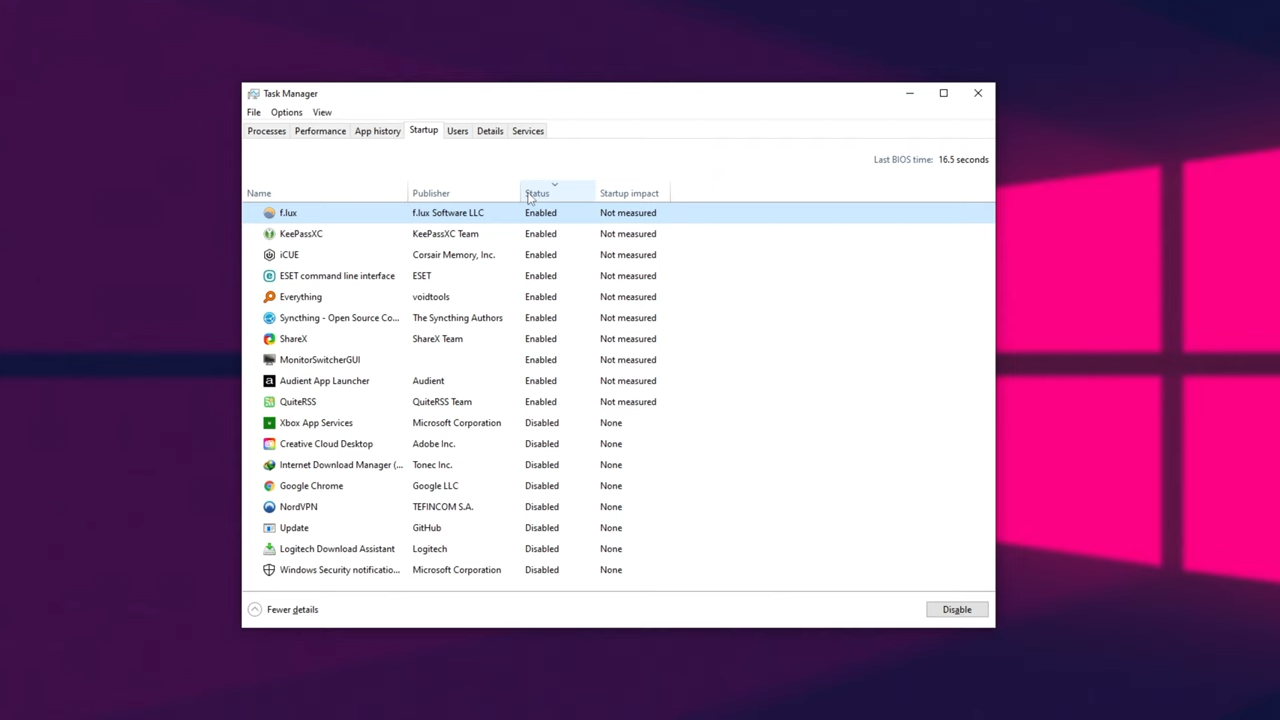 Task Manager
File Options View
Processes Performance App history Startup Users Details Services
Last BIOS time: 16.5 seconds
Name Publisher Status Startup impact
f.lux f.lux Software LLC Enabled Not measured
KeePassXC KeePassXC Team Enabled Not measured
iCUE Corsair Memory, Inc. Enabled Not measured
ESET command line interface ESET Enabled Not measured
Everything voidtools Enabled Not measured
Syncthing - Open Source Co... The Syncthing Authors Enabled Not measured
ShareX ShareX Team Enabled Not measured
MonitorSwitcherGUI Enabled Not measured
Audient App Launcher Audient Enabled Not measured
QuiteRSS QuiteRSS Team Enabled Not measured
Xbox App Services Microsoft Corporation Disabled None
Creative Cloud Desktop Adobe Inc. Disabled None
Internet Download Manager (... Tonec Inc. Disabled None
Google Chrome Google LLC Disabled None
NordVPN TEFINCOM S.A. Disabled None
Update GitHub Disabled None
Logitech Download Assistant Logitech Disabled None
Windows Security notificatio... Microsoft Corporation Disabled None
Fewer details Disable